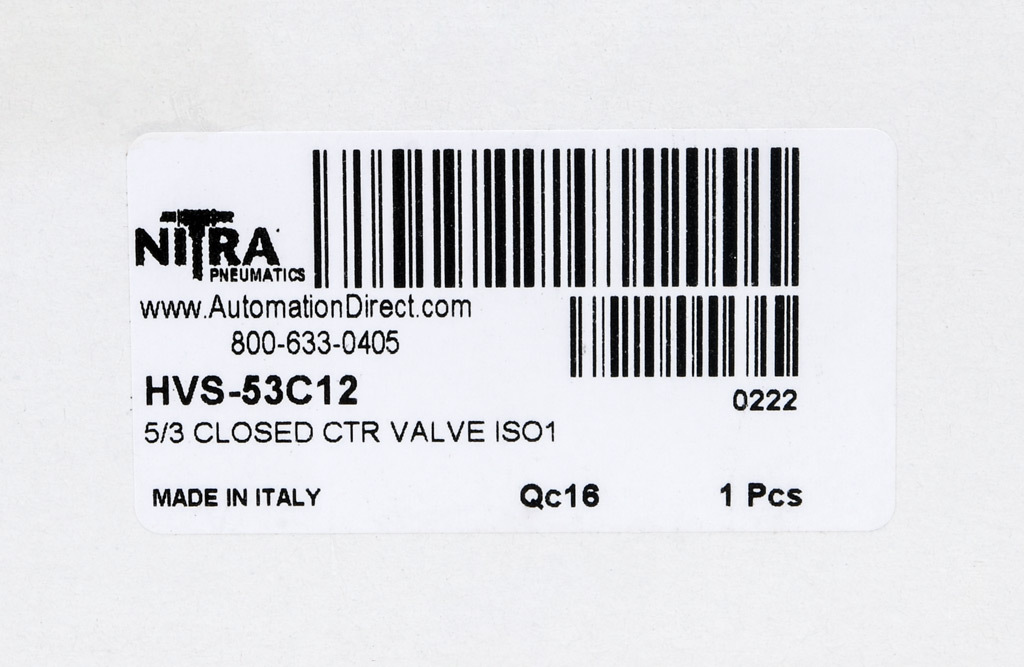 NITRA
PNEUMATICS
www.AutomationDirect.com
800-633-0405
HVS-53C12
0222
5/3 CLOSED CTR VALVE ISO1
MADE IN ITALY Qc16 1 Pcs